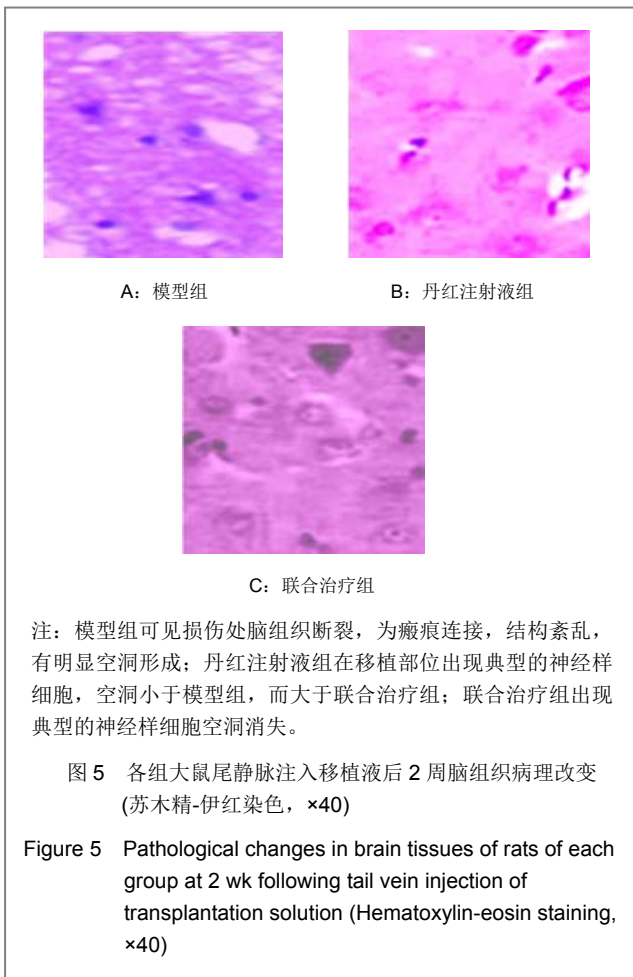 A：模型组
B：丹红注射液组
C：联合治疗组
注：模型组可见损伤处脑组织断裂，为瘢痕连接，结构紊乱，
有明显空洞形成；丹红注射液组在移植部位出现典型的神经样
细胞，空洞小于模型组，而大于联合治疗组；联合治疗组出现
典型的神经样细胞空洞消失。
图 5 各组大鼠尾静脉注入移植液后 2 周脑组织病理改变
(苏木精-伊红染色，×40)
Figure 5 Pathological changes in brain tissues of rats of each
group at 2 wk following tail vein injection of
transplantation solution (Hematoxylin-eosin staining,
×40)